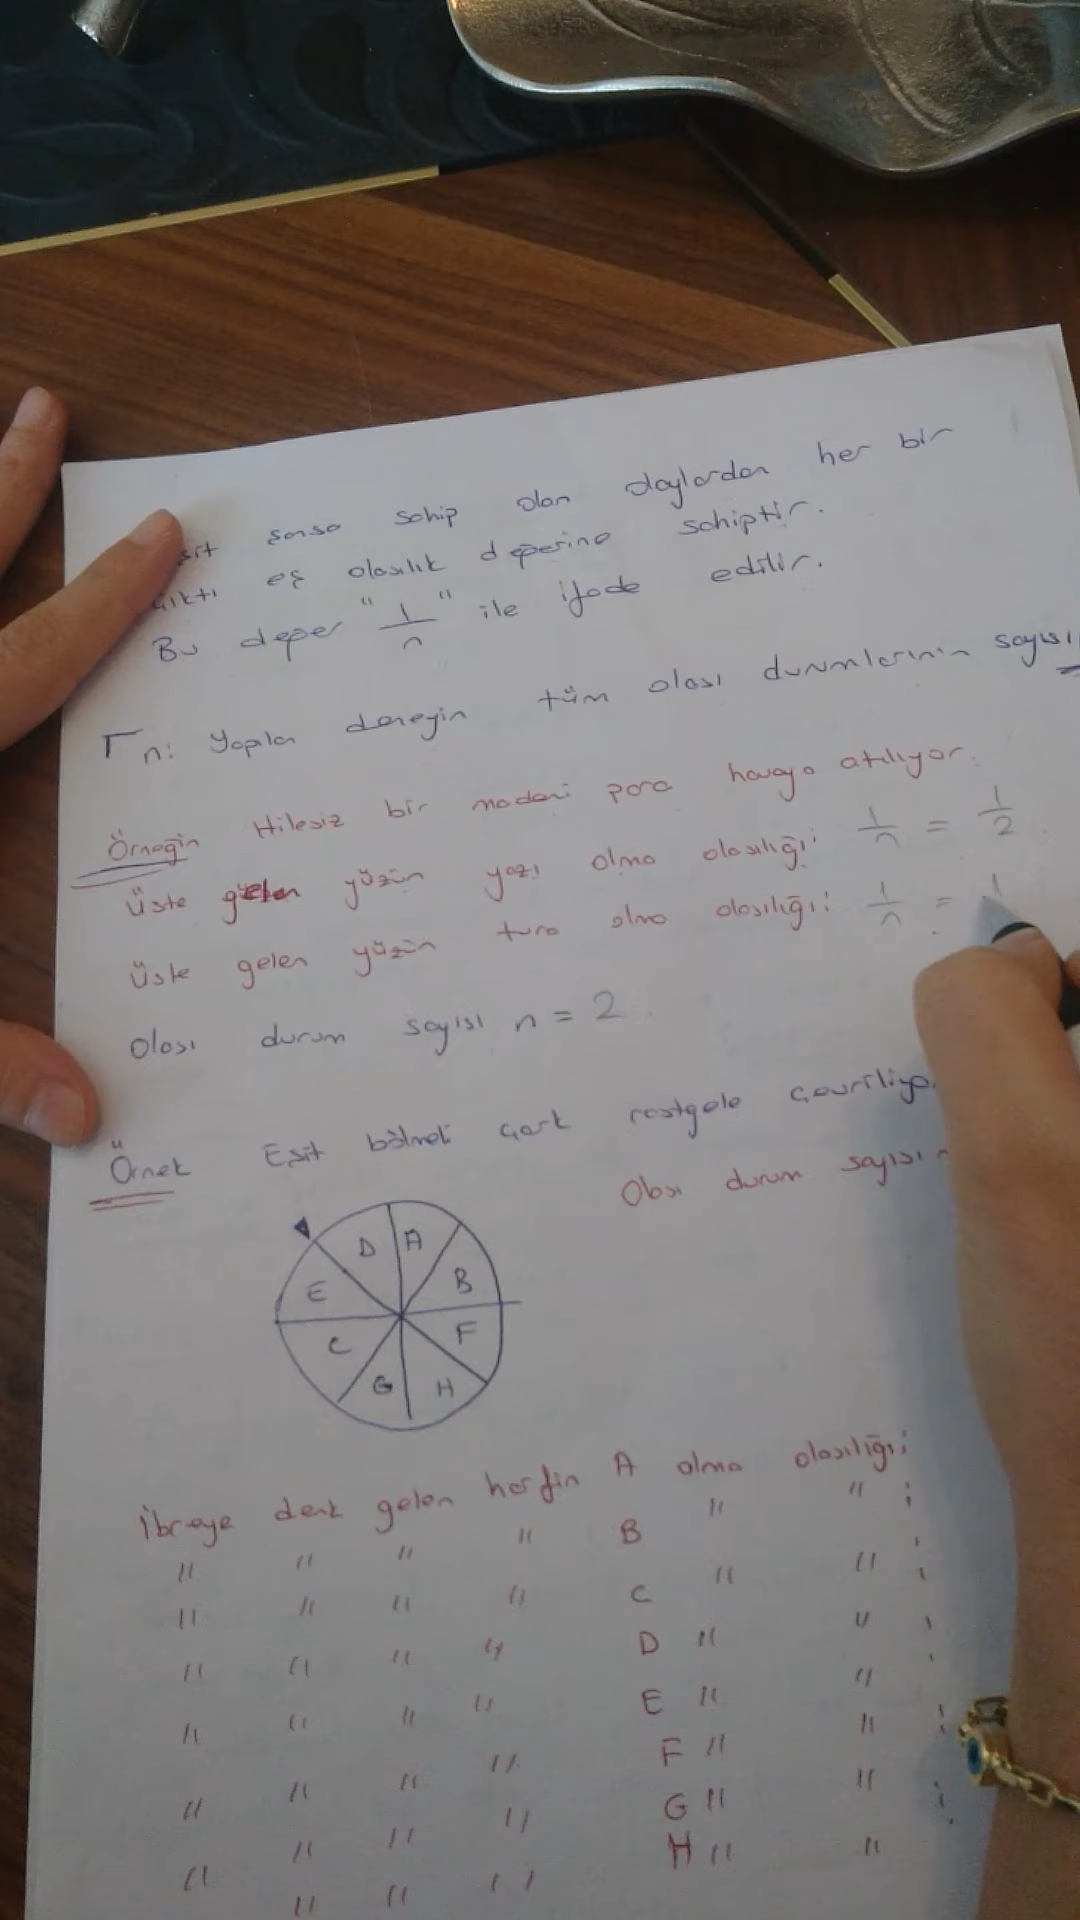 şansa sahip olan olaylardan her bir
çıktı eş olasılık değerine sahiptir.
Bu değer "1/n" ile ifade edilir.
n: Yapılan deneyin tüm olası durumlarının sayısı
Örneğin Hilesiz bir madeni para havaya atılıyor.
Üste gelen yüzün yazı olma olasılığı: 1/n = 1/2
Üste gelen yüzün tura olma olasılığı: 1/n = 1
Olası durum sayısı n = 2
Örnek Eşit bölmeli çark rastgele
Olası durum sayısı
D A
E B
C F
G H
İbreye denk gelen harfin A olma olasılığı;
" " " " B " " ;
" " " " C " " ;
" " " " D " " ;
" " " " E " " ;
" " " " F " " ;
" " " " G " " ;
" " " " H " "